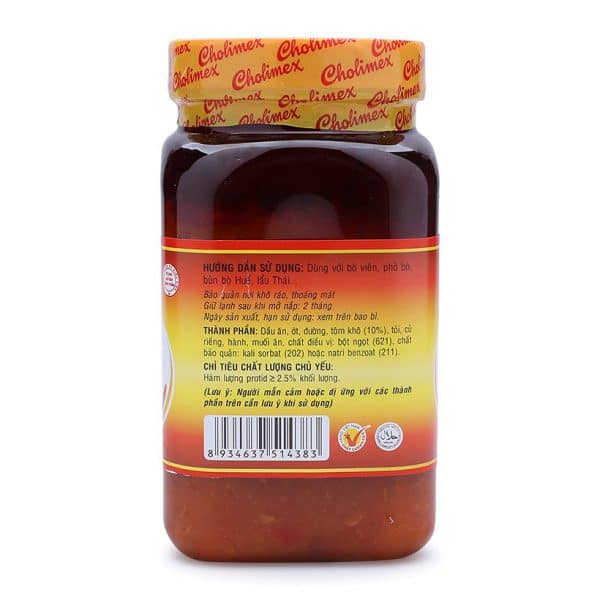 Cholimex Cholimex
Cholimex Cholimex Cholimex
Cholimex Cholimex
HƯỚNG DẪN SỬ DỤNG: Dùng với bò viên, phở bò,
bún bò Huế, lẩu Thái...
Bảo quản nơi khô ráo, thoáng mát
Giữ lạnh sau khi mở nắp: 2 tháng
Ngày sản xuất, hạn sử dụng: xem trên bao bì.
THÀNH PHẦN: Dầu ăn, ớt, đường, tôm khô (10%), tỏi, củ
riềng, hành, muối ăn, chất điều vị: bột ngọt (621), chất
bảo quản: kali sorbat (202) hoặc natri benzoat (211).
CHỈ TIÊU CHẤT LƯỢNG CHỦ YẾU:
Hàm lượng protid ≥ 2.5% khối lượng.
(Lưu ý: Người mẫn cảm hoặc dị ứng với các thành
phần trên cần lưu ý khi sử dụng)
8 934637 514383